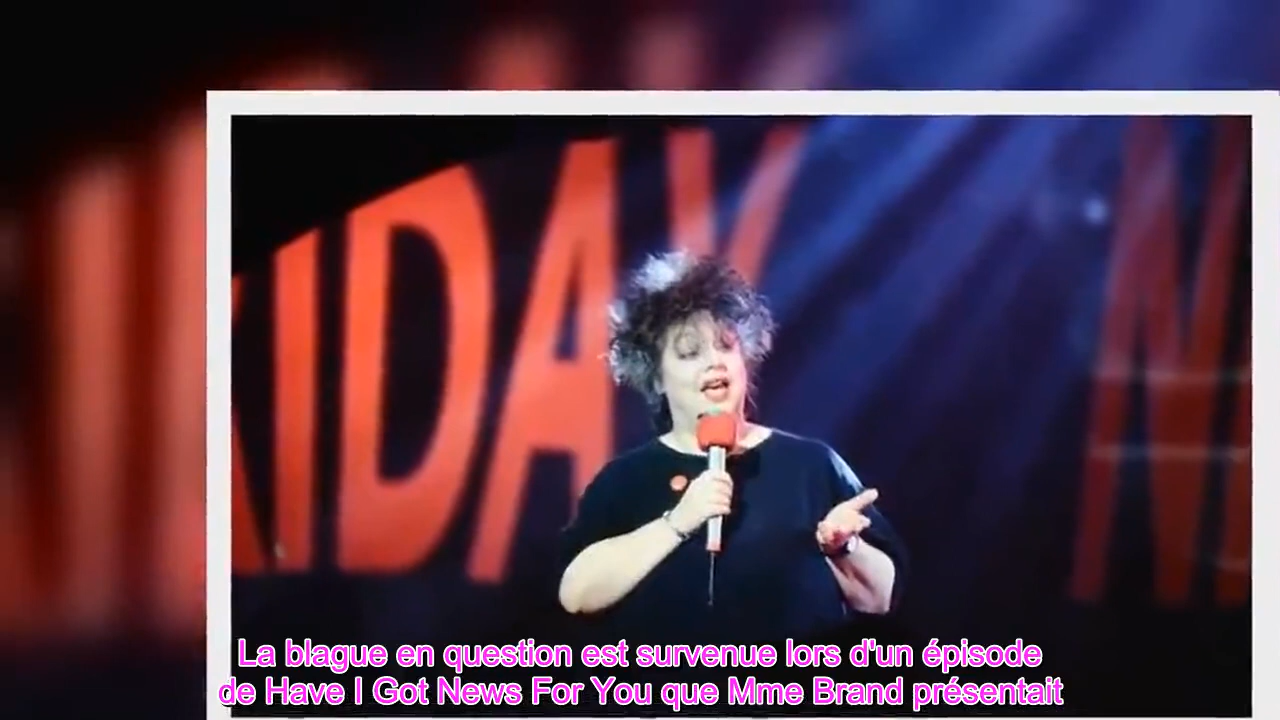 IDAY N
La blague en question est survenue lors d'un épisode
de Have I Got News For You que Mme Brand présentait